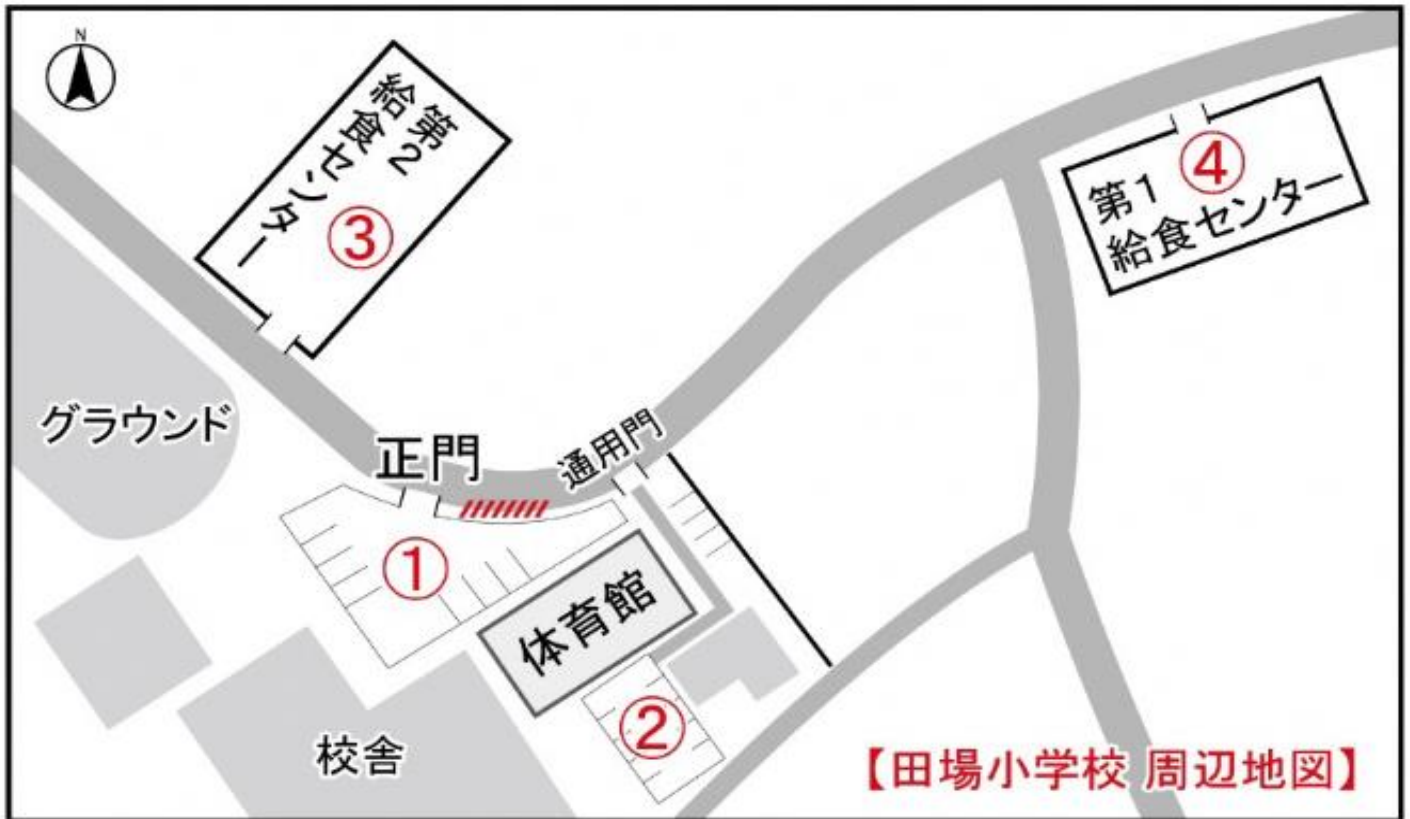 N
第2
給食センター
③
第1
④
給食センター
グラウンド
正門
通用門
①
体育館
②
校舎
【田場小学校 周辺地図】